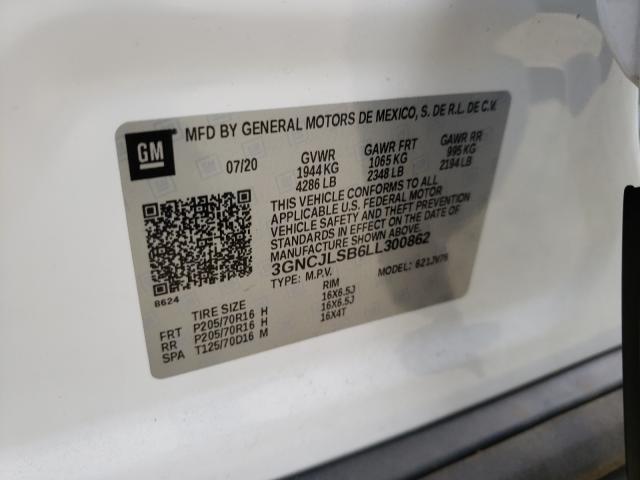 GM
MFD BY GENERAL MOTORS DE MEXICO, S. DE R.L. DE C.V.
07/20 GVWR GAWR FRT GAWR RR
1944 KG 1065 KG 995 KG
4286 LB 2348 LB 2194 LB
THIS VEHICLE CONFORMS TO ALL
APPLICABLE U.S. FEDERAL MOTOR
VEHICLE SAFETY AND THEFT PREVENTION
STANDARDS IN EFFECT ON THE DATE OF
MANUFACTURE SHOWN ABOVE.
3GNCJLSB6LL300862
TYPE: M.P.V. MODEL: 621JV76
8624
TIRE SIZE RIM
FRT P205/70R16 H 16X6.5J
RR P205/70R16 H 16X6.5J
SPA T125/70D16 M 16X4T